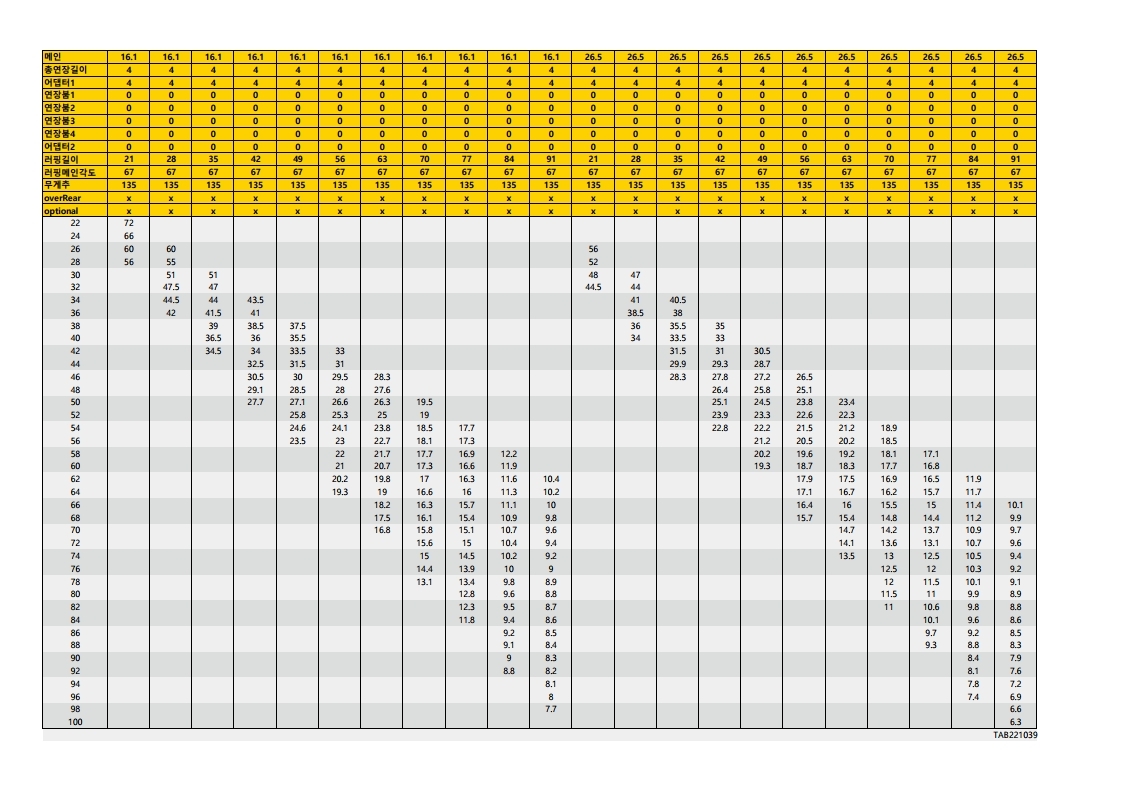 메인 16.1 16.1 16.1 16.1 16.1 16.1 16.1 16.1 16.1 16.1 16.1 26.5 26.5 26.5 26.5 26.5 26.5 26.5 26.5 26.5 26.5 26.5
총연장길이 4 4 4 4 4 4 4 4 4 4 4 4 4 4 4 4 4 4 4 4 4 4
어댑터1 4 4 4 4 4 4 4 4 4 4 4 4 4 4 4 4 4 4 4 4 4 4
연장붐1 0 0 0 0 0 0 0 0 0 0 0 0 0 0 0 0 0 0 0 0 0 0
연장붐2 0 0 0 0 0 0 0 0 0 0 0 0 0 0 0 0 0 0 0 0 0 0
연장붐3 0 0 0 0 0 0 0 0 0 0 0 0 0 0 0 0 0 0 0 0 0 0
연장붐4 0 0 0 0 0 0 0 0 0 0 0 0 0 0 0 0 0 0 0 0 0 0
어댑터2 0 0 0 0 0 0 0 0 0 0 0 0 0 0 0 0 0 0 0 0 0 0
러핑길이 21 28 35 42 49 56 63 70 77 84 91 21 28 35 42 49 56 63 70 77 84 91
러핑메인각도 67 67 67 67 67 67 67 67 67 67 67 67 67 67 67 67 67 67 67 67 67 67
무게추 135 135 135 135 135 135 135 135 135 135 135 135 135 135 135 135 135 135 135 135 135 135
overRear x x x x x x x x x x x x x x x x x x x x x x
optional x x x x x x x x x x x x x x x x x x x x x x
22 72
24 66
26 60 60 56
28 56 55 52
30 51 51 48 47
32 47.5 47 44.5 44
34 44.5 44 43.5 41 40.5
36 42 41.5 41 38.5 38
38 39 38.5 37.5 36 35.5 35
40 36.5 36 35.5 34 33.5 33
42 34.5 34 33.5 33 31.5 31 30.5
44 32.5 31.5 31 29.9 29.3 28.7
46 30.5 30 29.5 28.3 28.3 27.8 27.2 26.5
48 29.1 28.5 28 27.6 26.4 25.8 25.1
50 27.7 27.1 26.6 26.3 19.5 25.1 24.5 23.8 23.4
52 25.8 25.3 25 19 23.9 23.3 22.6 22.3
54 24.6 24.1 23.8 18.5 17.7 22.8 22.2 21.5 21.2 18.9
56 23.5 23 22.7 18.1 17.3 21.2 20.5 20.2 18.5
58 22 21.7 17.7 16.9 12.2 20.2 19.6 19.2 18.1 17.1
60 21 20.7 17.3 16.6 11.9 19.3 18.7 18.3 17.7 16.8
62 20.2 19.8 17 16.3 11.6 10.4 17.9 17.5 16.9 16.5 11.9
64 19.3 19 16.6 16 11.3 10.2 17.1 16.7 16.2 15.7 11.7
66 18.2 16.3 15.7 11.1 10 16.4 16 15.5 15 11.4 10.1
68 17.5 16.1 15.4 10.9 9.8 15.7 15.4 14.8 14.4 11.2 9.9
70 16.8 15.8 15.1 10.7 9.6 14.7 14.2 13.7 10.9 9.7
72 15.6 15 10.4 9.4 14.1 13.6 13.1 10.7 9.6
74 15 14.5 10.2 9.2 13.5 13 12.5 10.5 9.4
76 14.4 13.9 10 9 12.5 12 10.3 9.2
78 13.1 13.4 9.8 8.9 12 11.5 10.1 9.1
80 12.8 9.6 8.8 11.5 11 9.9 8.9
82 12.3 9.5 8.7 11 10.6 9.8 8.8
84 11.8 9.4 8.6 10.1 9.6 8.6
86 9.2 8.5 9.7 9.2 8.5
88 9.1 8.4 9.3 8.8 8.3
90 9 8.3 8.4 7.9
92 8.8 8.2 8.1 7.6
94 8.1 7.8 7.2
96 8 7.4 6.9
98 7.7 6.6
100 6.3
TAB221039